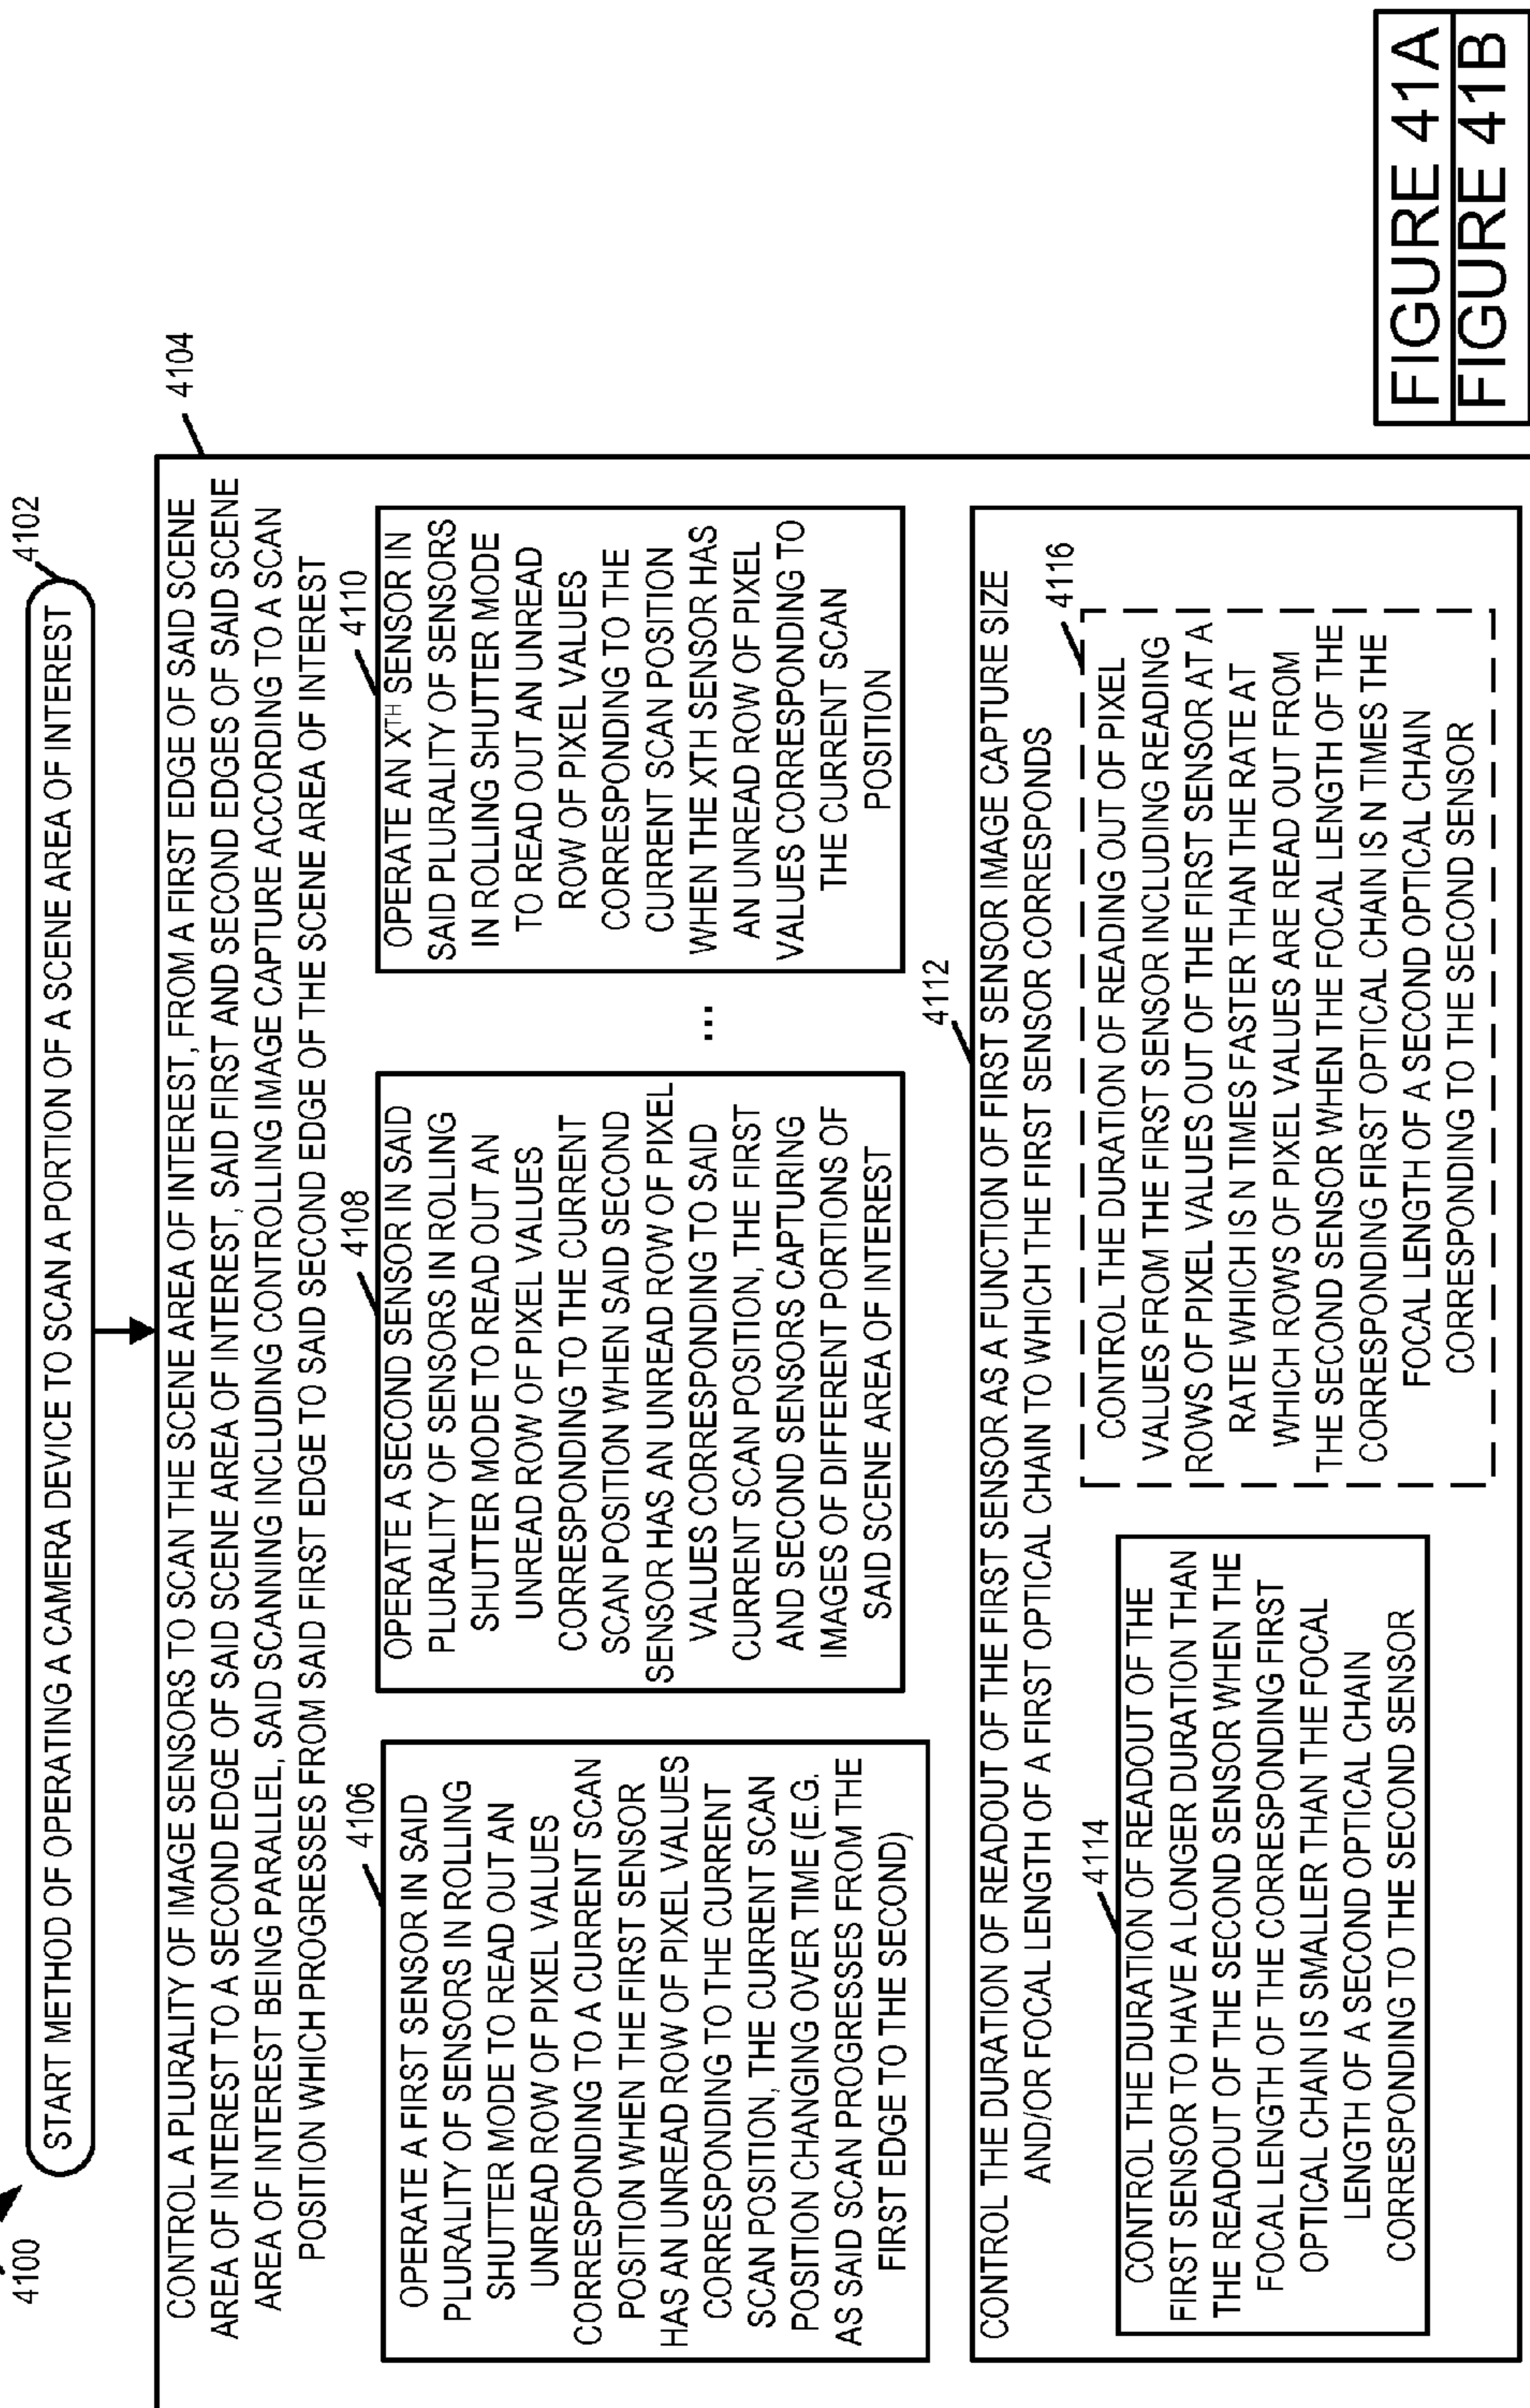 4100
4102
START METHOD OF OPERATING A CAMERA DEVICE TO SCAN A PORTION OF A SCENE AREA OF INTEREST
4104
CONTROL A PLURALITY OF IMAGE SENSORS TO SCAN THE SCENE AREA OF INTEREST, FROM A FIRST EDGE OF SAID SCENE
AREA OF INTEREST TO A SECOND EDGE OF SAID SCENE AREA OF INTEREST, SAID FIRST AND SECOND EDGES OF SAID SCENE
AREA OF INTEREST BEING PARALLEL, SAID SCANNING INCLUDING CONTROLLING IMAGE CAPTURE ACCORDING TO A SCAN
POSITION WHICH PROGRESSES FROM SAID FIRST EDGE TO SAID SECOND EDGE OF THE SCENE AREA OF INTEREST
4106
OPERATE A FIRST SENSOR IN SAID
PLURALITY OF SENSORS IN ROLLING
SHUTTER MODE TO READ OUT AN
UNREAD ROW OF PIXEL VALUES
CORRESPONDING TO A CURRENT SCAN
POSITION WHEN THE FIRST SENSOR
HAS AN UNREAD ROW OF PIXEL VALUES
CORRESPONDING TO THE CURRENT
SCAN POSITION, THE CURRENT SCAN
POSITION CHANGING OVER TIME (E.G.
AS SAID SCAN PROGRESSES FROM THE
FIRST EDGE TO THE SECOND)
4108
OPERATE A SECOND SENSOR IN SAID
PLURALITY OF SENSORS IN ROLLING
SHUTTER MODE TO READ OUT AN
UNREAD ROW OF PIXEL VALUES
CORRESPONDING TO THE CURRENT
SCAN POSITION WHEN SAID SECOND
SENSOR HAS AN UNREAD ROW OF PIXEL
VALUES CORRESPONDING TO SAID
CURRENT SCAN POSITION, THE FIRST
AND SECOND SENSORS CAPTURING
IMAGES OF DIFFERENT PORTIONS OF
SAID SCENE AREA OF INTEREST
...
4110
OPERATE AN XTH SENSOR IN
SAID PLURALITY OF SENSORS
IN ROLLING SHUTTER MODE
TO READ OUT AN UNREAD
ROW OF PIXEL VALUES
CORRESPONDING TO THE
CURRENT SCAN POSITION
WHEN THE XTH SENSOR HAS
AN UNREAD ROW OF PIXEL
VALUES CORRESPONDING TO
THE CURRENT SCAN
POSITION
4112
CONTROL THE DURATION OF READOUT OF THE FIRST SENSOR AS A FUNCTION OF FIRST SENSOR IMAGE CAPTURE SIZE
AND/OR FOCAL LENGTH OF A FIRST OPTICAL CHAIN TO WHICH THE FIRST SENSOR CORRESPONDS
4114
CONTROL THE DURATION OF READOUT OF THE
FIRST SENSOR TO HAVE A LONGER DURATION THAN
THE READOUT OF THE SECOND SENSOR WHEN THE
FOCAL LENGTH OF THE CORRESPONDING FIRST
OPTICAL CHAIN IS SMALLER THAN THE FOCAL
LENGTH OF A SECOND OPTICAL CHAIN
CORRESPONDING TO THE SECOND SENSOR
4116
CONTROL THE DURATION OF READING OUT OF PIXEL
VALUES FROM THE FIRST SENSOR INCLUDING READING
ROWS OF PIXEL VALUES OUT OF THE FIRST SENSOR AT A
RATE WHICH IS N TIMES FASTER THAN THE RATE AT
WHICH ROWS OF PIXEL VALUES ARE READ OUT FROM
THE SECOND SENSOR WHEN THE FOCAL LENGTH OF THE
CORRESPONDING FIRST OPTICAL CHAIN IS N TIMES THE
FOCAL LENGTH OF A SECOND OPTICAL CHAIN
CORRESPONDING TO THE SECOND SENSOR
FIGURE 41A
FIGURE 41B